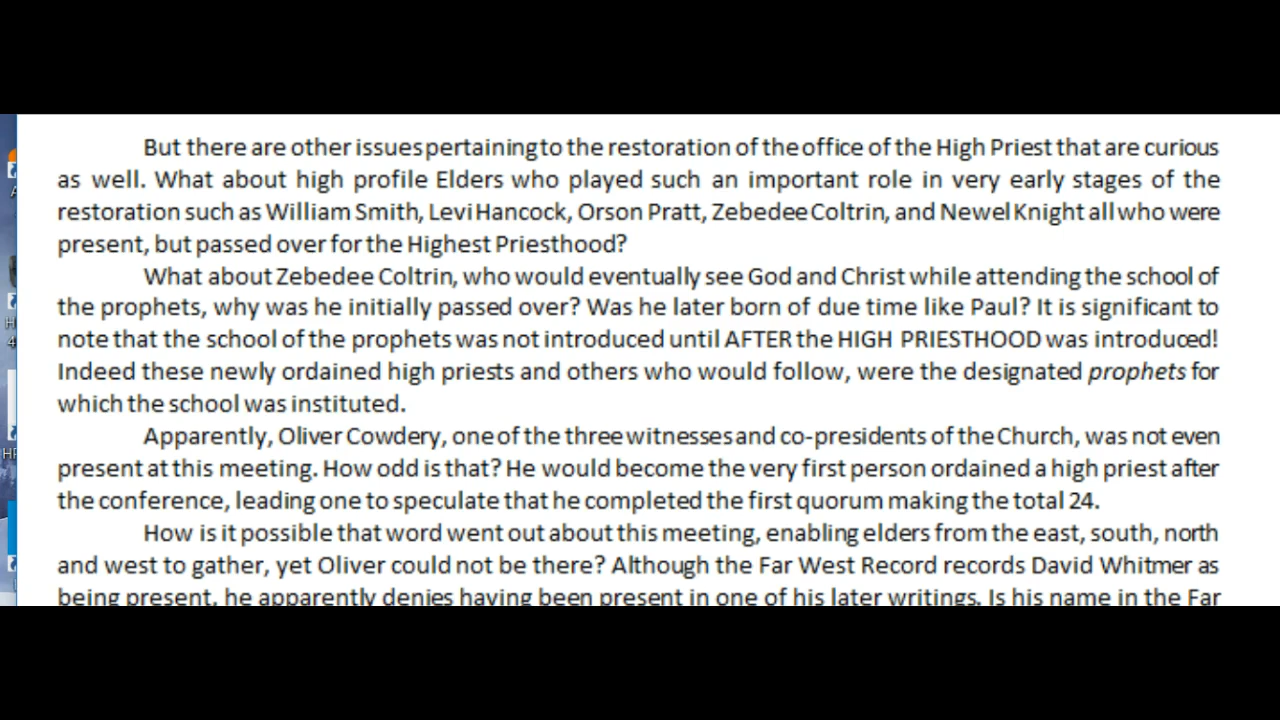 But there are other issues pertaining to the restoration of the office of the High Priest that are curious
as well. What about high profile Elders who played such an important role in very early stages of the
restoration such as William Smith, Levi Hancock, Orson Pratt, Zebedee Coltrin, and Newel Knight all who were
present, but passed over for the Highest Priesthood?
What about Zebedee Coltrin, who would eventually see God and Christ while attending the school of
the prophets, why was he initially passed over? Was he later born of due time like Paul? It is significant to
note that the school of the prophets was not introduced until AFTER the HIGH PRIESTHOOD was introduced!
Indeed these newly ordained high priests and others who would follow, were the designated prophets for
which the school was instituted.
Apparently, Oliver Cowdery, one of the three witnesses and co-presidents of the Church, was not even
present at this meeting. How odd is that? He would become the very first person ordained a high priest after
the conference, leading one to speculate that he completed the first quorum making the total 24.
How is it possible that word went out about this meeting, enabling elders from the east, south, north
and west to gather, yet Oliver could not be there? Although the Far West Record records David Whitmer as
being present, he apparently denies having been present in one of his later writings. Is his name in the Far